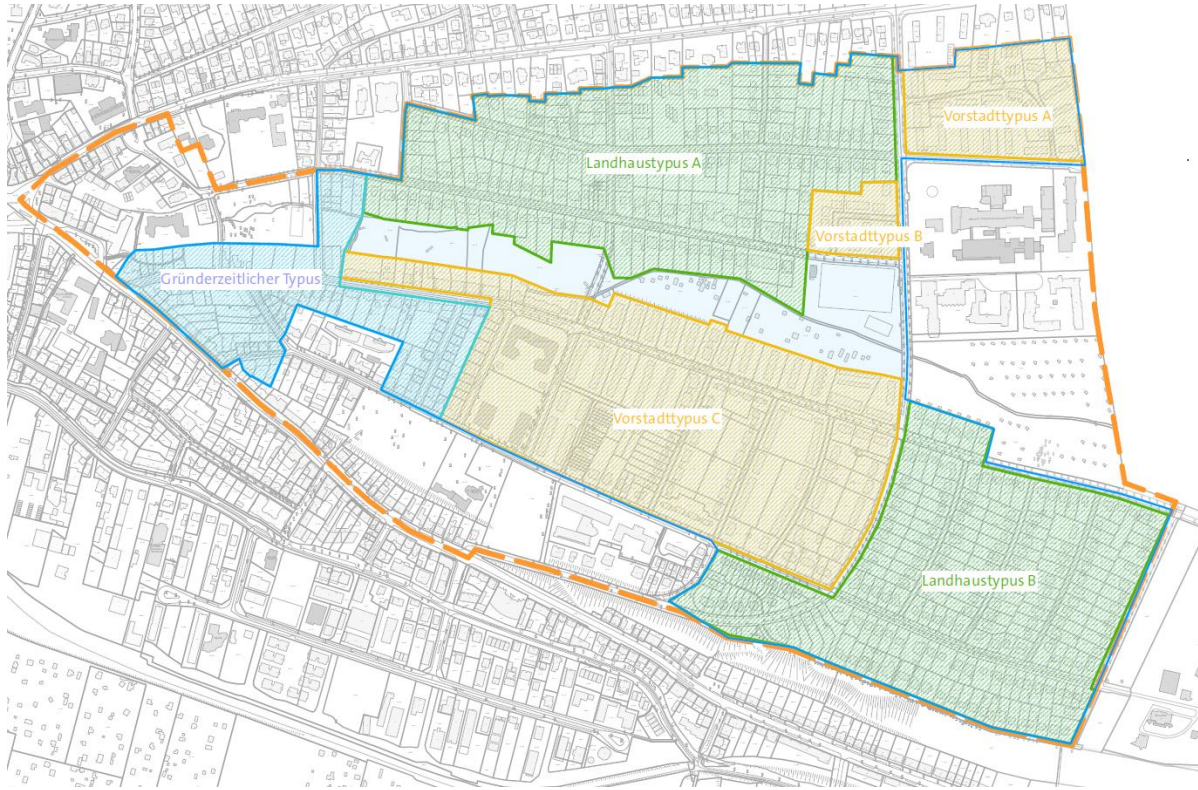 Vorstadttypus A
Landhaustypus A
Vorstadttypus B
Gründerzeitlicher Typus
Vorstadttypus C
Landhaustypus B